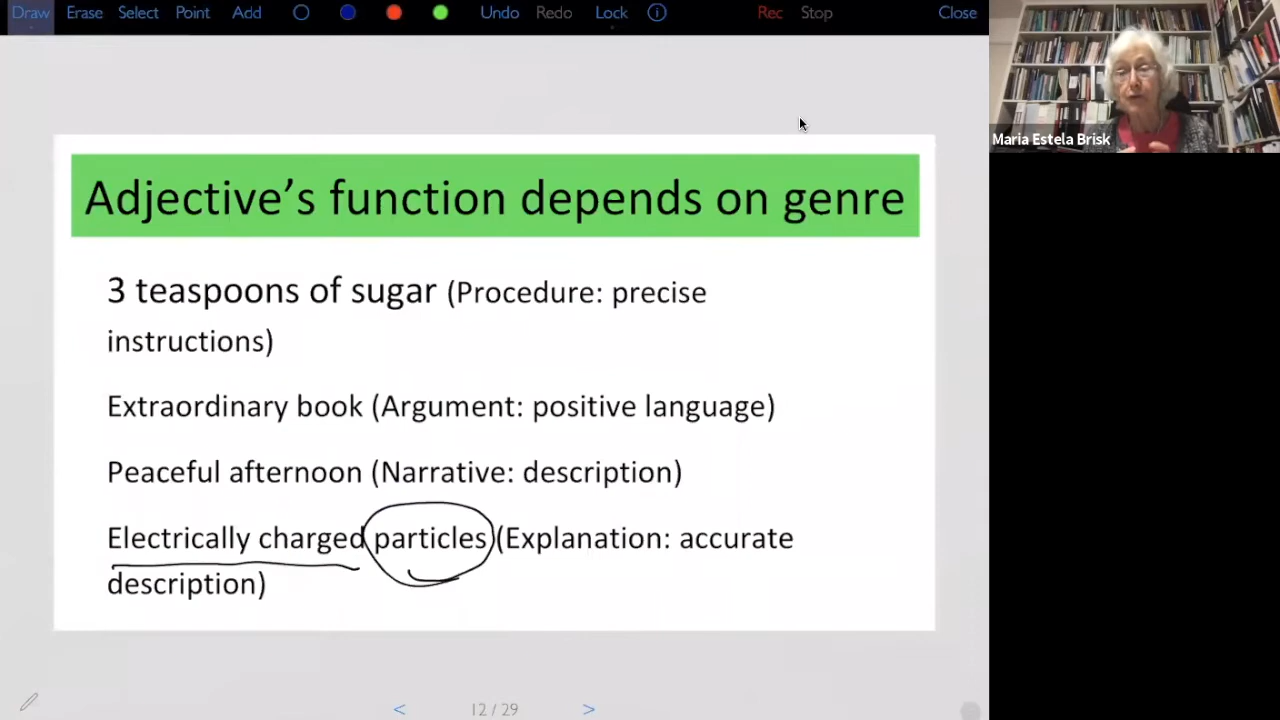 Draw Erase Select Point Add Undo Redo Lock Rec Stop Close
Maria Estela Brisk
Adjective’s function depends on genre
3 teaspoons of sugar (Procedure: precise
instructions)
Extraordinary book (Argument: positive language)
Peaceful afternoon (Narrative: description)
Electrically charged particles (Explanation: accurate
description)
< 12 / 29 >